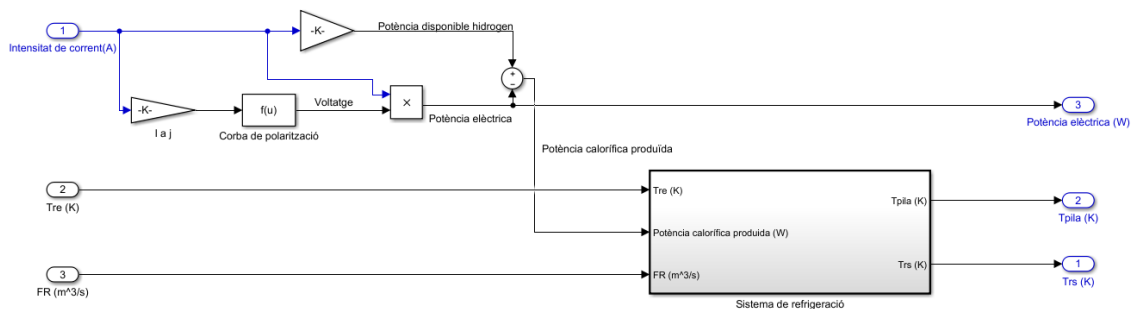 1
Intensitat de corrent(A)
-K-
Potència disponible hidrogen
+
−
-K-
I a j
f(u)
Corba de polarització
Voltatge
×
Potència elèctrica
3
Potència elèctrica (W)
Potència calorífica produïda
2
Tre (K)
Tre (K)
Tpila (K)
2
Tpila (K)
Potència calorífica produida (W)
3
FR (m^3/s)
FR (m^3/s)
Trs (K)
1
Trs (K)
Sistema de refrigeració